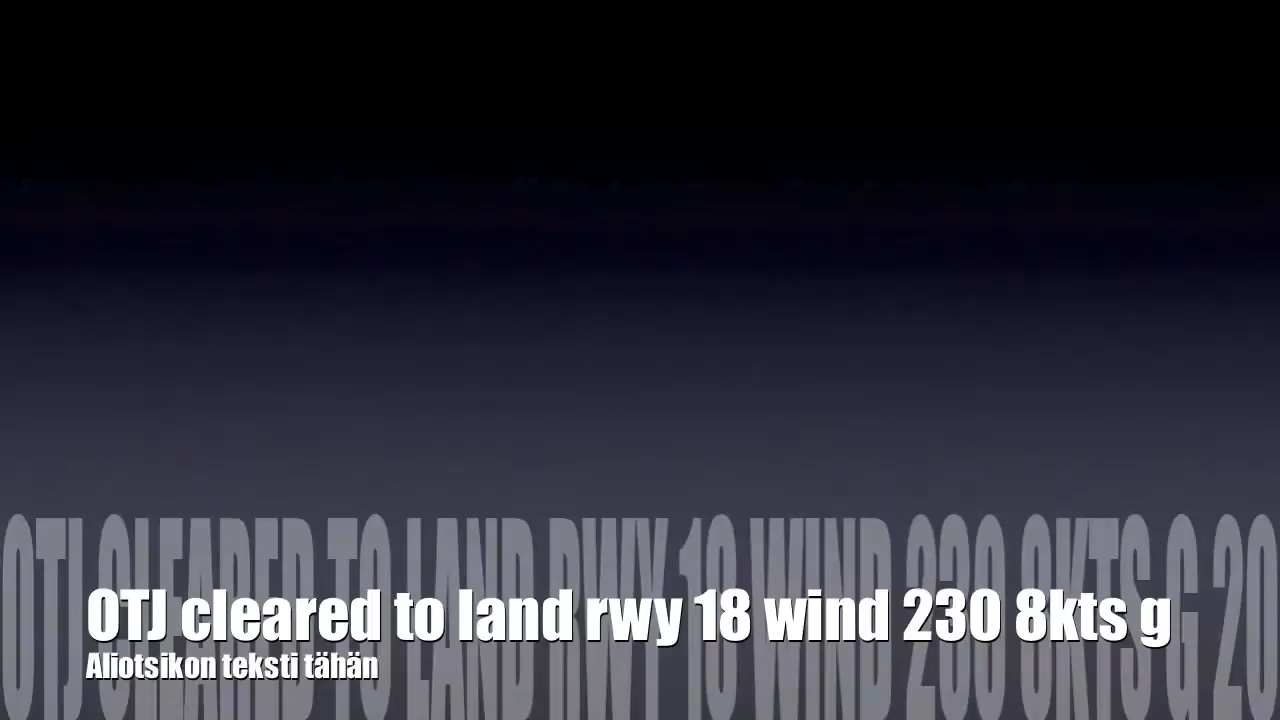 OTJ CLEARED TO LAND RWY 18 WIND 230 8KTS G 20
OTJ cleared to land rwy 18 wind 230 8kts g
Aliotsikon teksti tähän